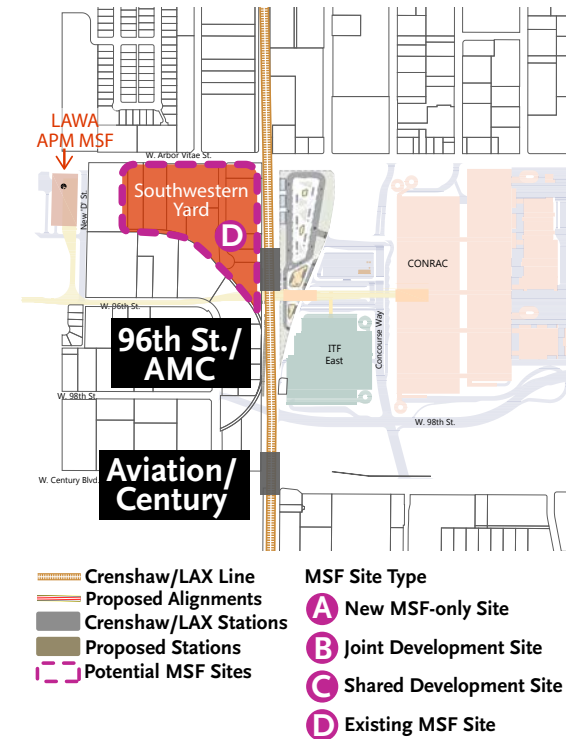 LAWA
APM MSF
W. Arbor Vitae St.
New 'D' St.
Southwestern
Yard
D
CONRAC
W. 96th St.
96th St./
AMC
ITF
East
Concourse Way
W. 98th St.
W. 98th St.
Aviation/
Century
W. Century Blvd.
Crenshaw/LAX Line
Proposed Alignments
Crenshaw/LAX Stations
Proposed Stations
Potential MSF Sites
MSF Site Type
A New MSF-only Site
B Joint Development Site
C Shared Development Site
D Existing MSF Site